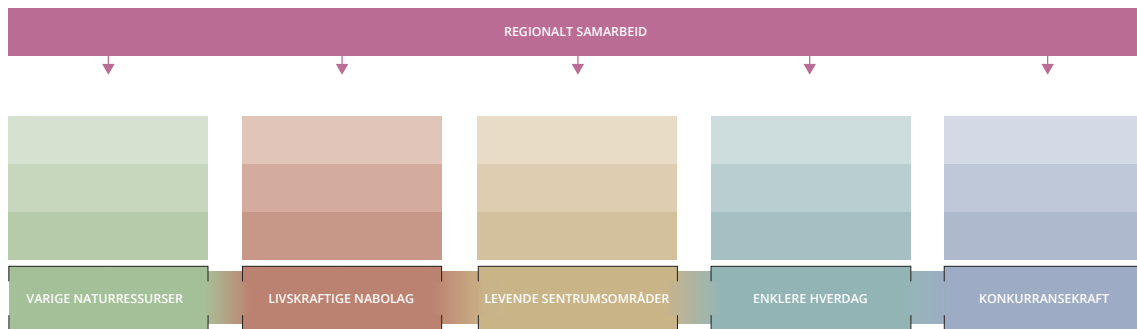 REGIONALT SAMARBEID
VARIGE NATURRESSURSER
LIVSKRAFTIGE NABOLAG
LEVENDE SENTRUMSOMRÅDER
ENKLERE HVERDAG
KONKURRANSEKRAFT